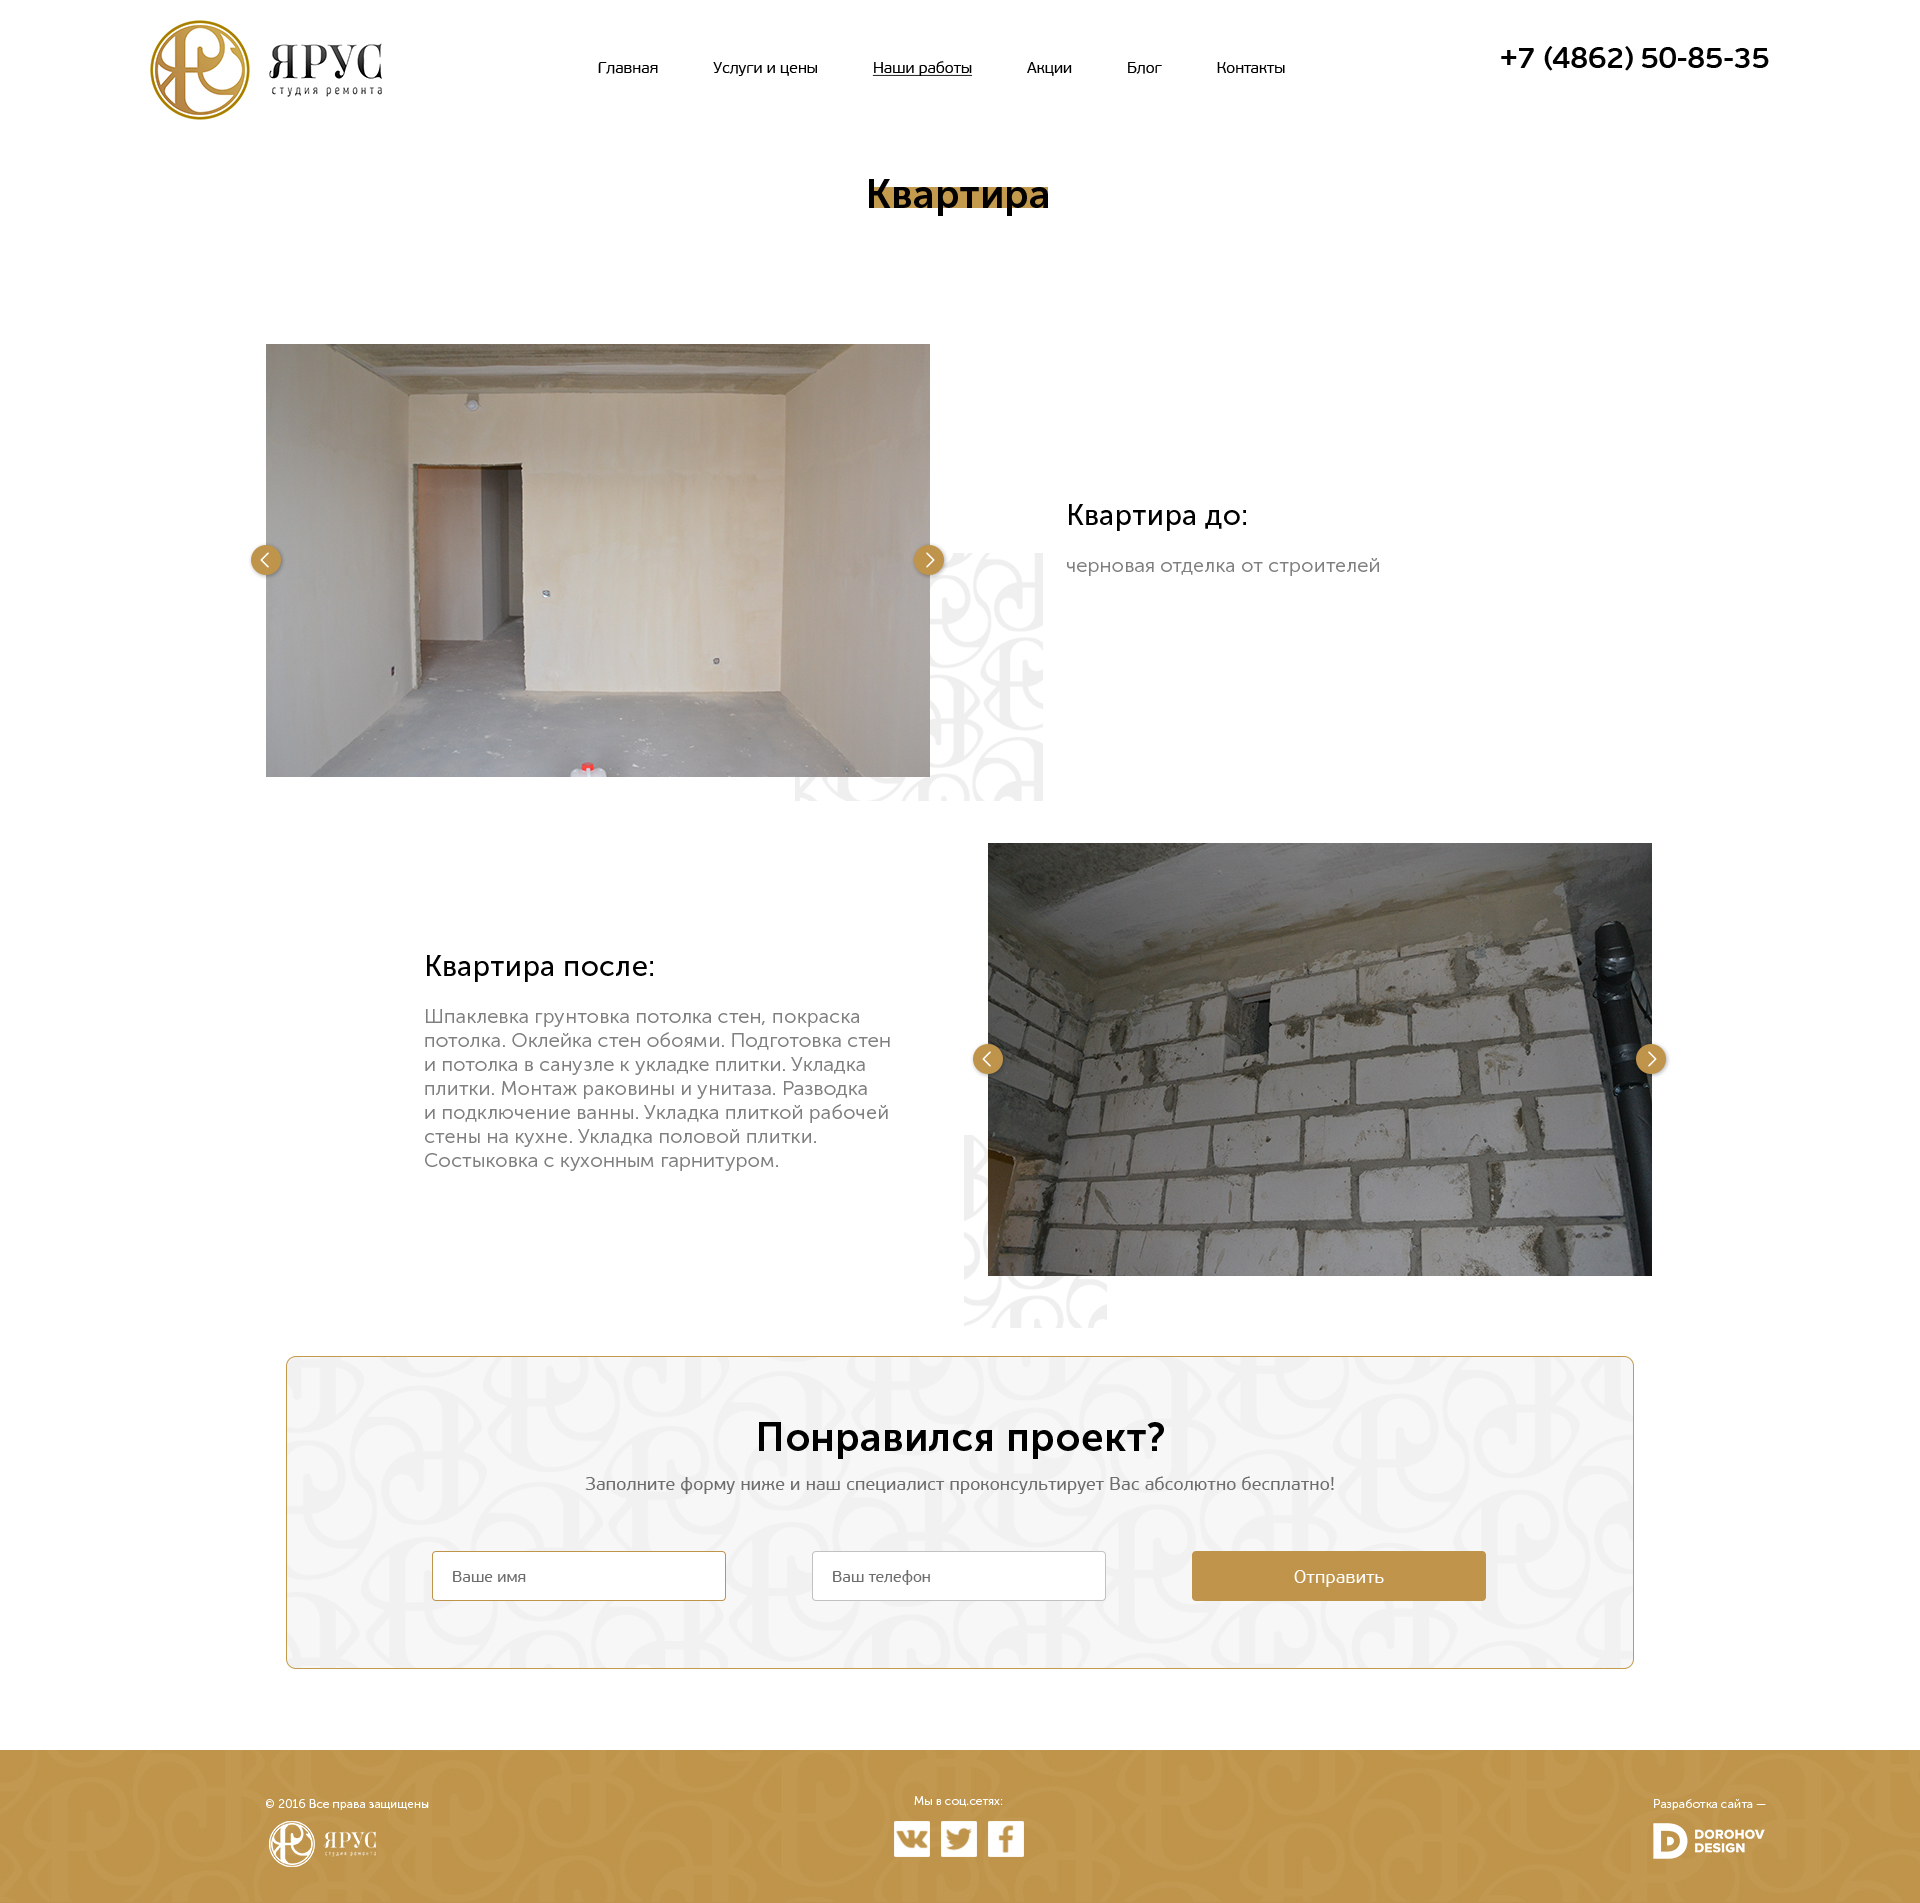 ЯРУС
студия ремонта
Главная
Услуги и цены
Наши работы
Акции
Блог
Контакты
+7 (4862) 50-85-35
Квартира
Квартира до:
черновая отделка от строителей
Квартира после:
Шпаклевка грунтовка потолка стен, покраска
потолка. Оклейка стен обоями. Подготовка стен
и потолка в санузле к укладке плитки. Укладка
плитки. Монтаж раковины и унитаза. Разводка
и подключение ванны. Укладка плиткой рабочей
стены на кухне. Укладка половой плитки.
Состыковка с кухонным гарнитуром.
Понравился проект?
Заполните форму ниже и наш специалист проконсультирует Вас абсолютно бесплатно!
Ваше имя
Ваш телефон
Отправить
© 2016 Все права защищены
ЯРУС
студия ремонта
Мы в соц.сетях:
Разработка сайта —
DOROHOV
DESIGN